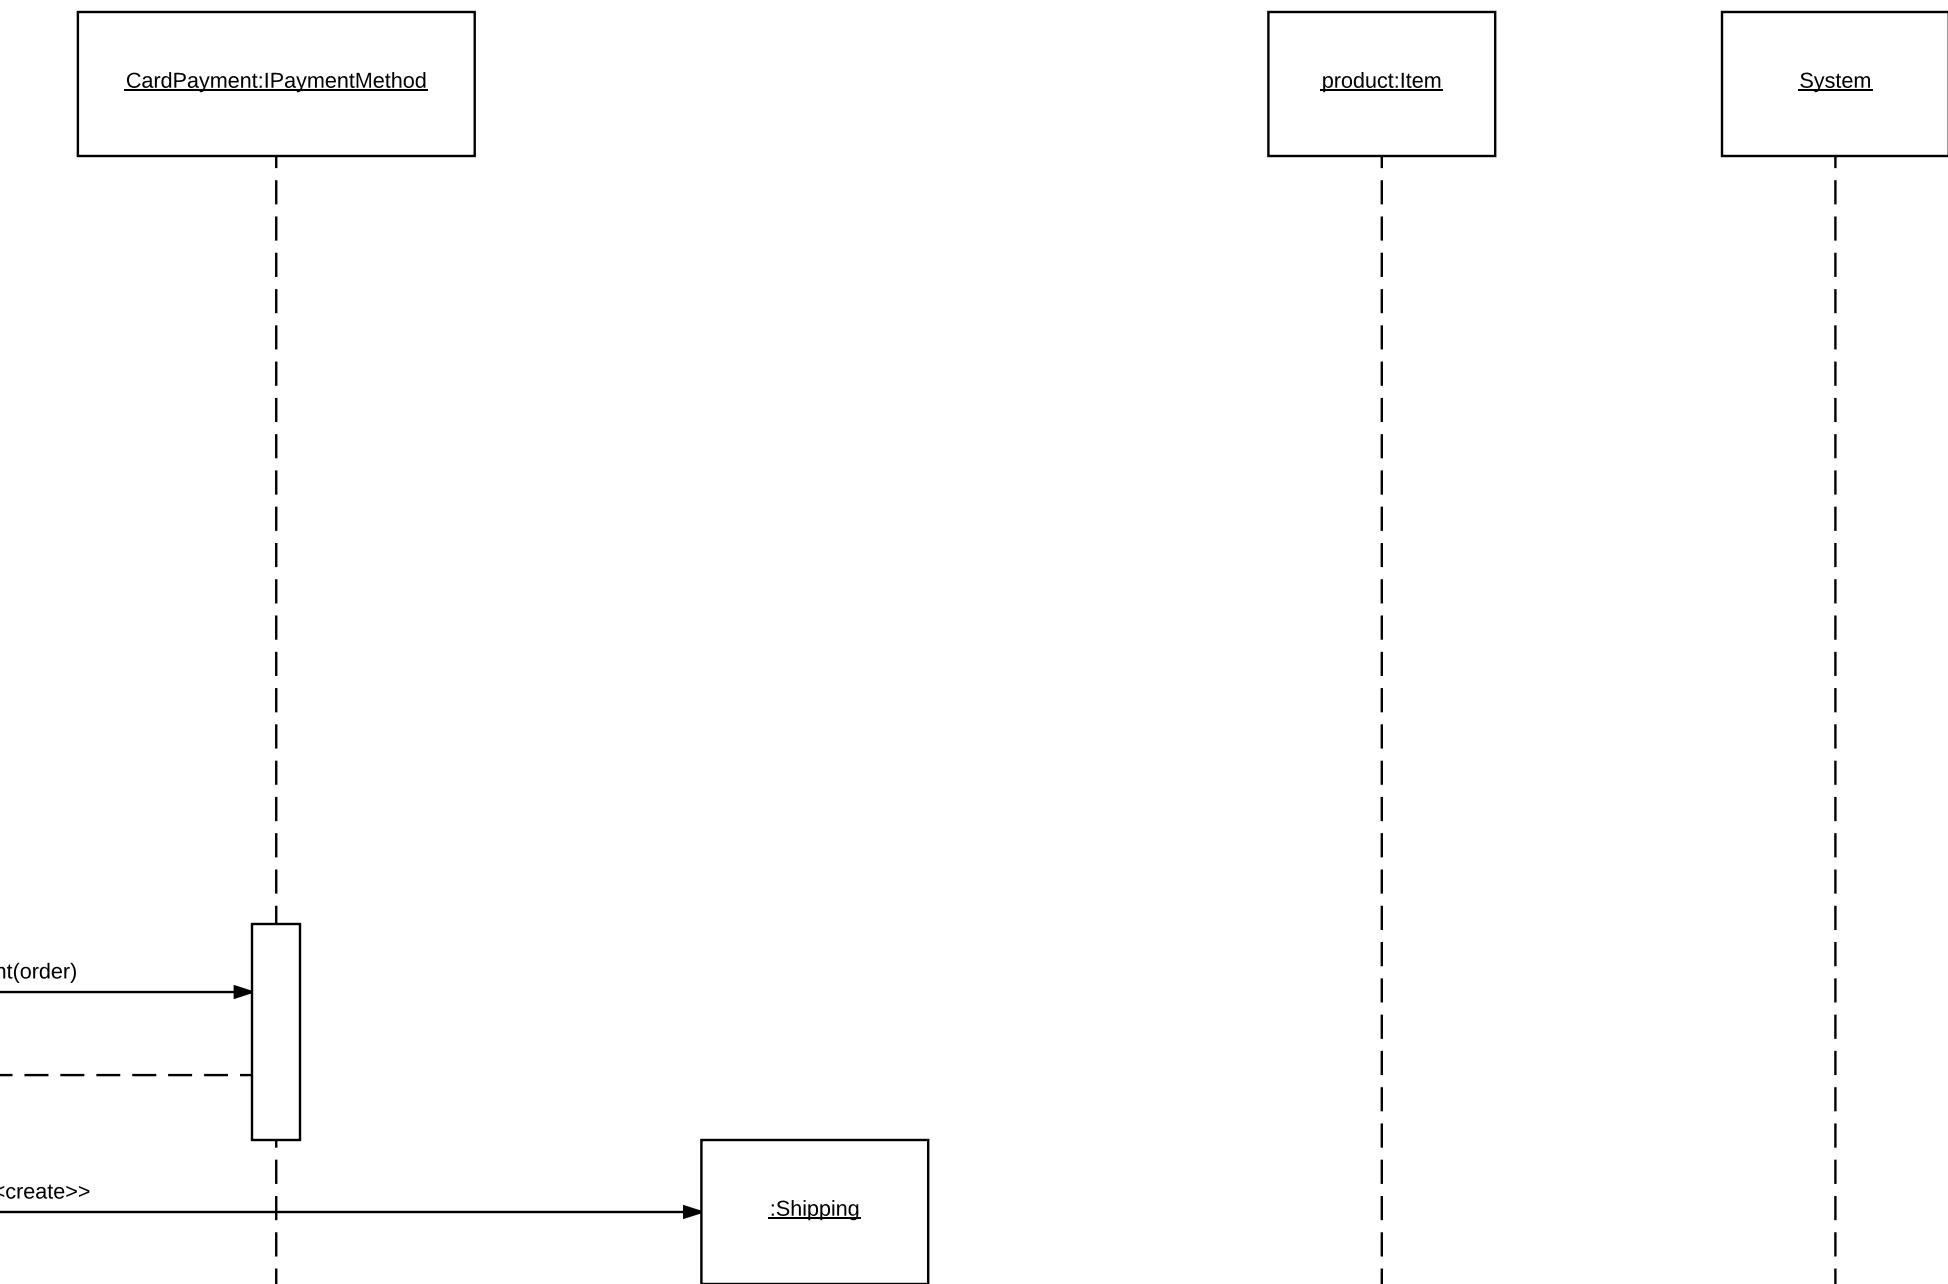 CardPayment:IPaymentMethod
product:Item
System
nt(order)
<create>>
:Shipping